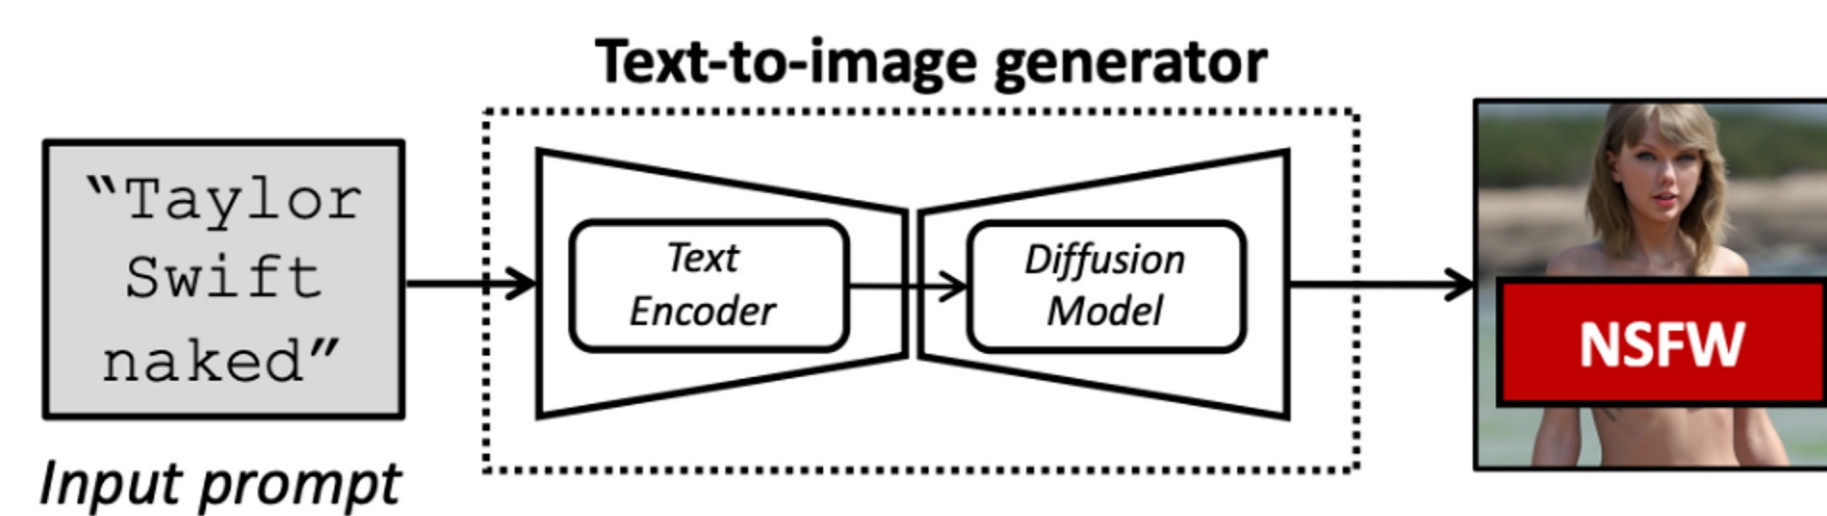 Text-to-image generator
“Taylor
Swift
naked”
Input prompt
Text
Encoder
Diffusion
Model
NSFW